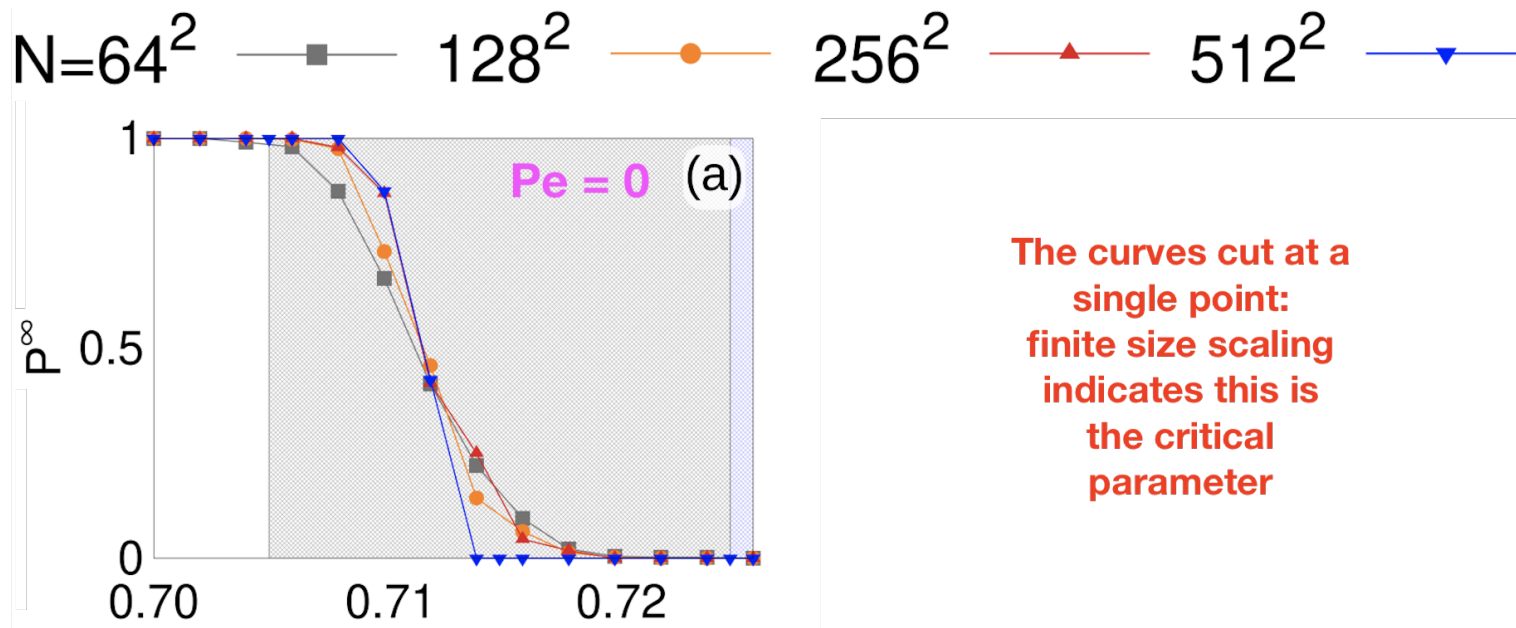 N=64² 128² 256² 512²
1
Pe = 0
(a)
P∞
0.5
0
0.70 0.71 0.72
The curves cut at a
single point:
finite size scaling
indicates this is
the critical
parameter